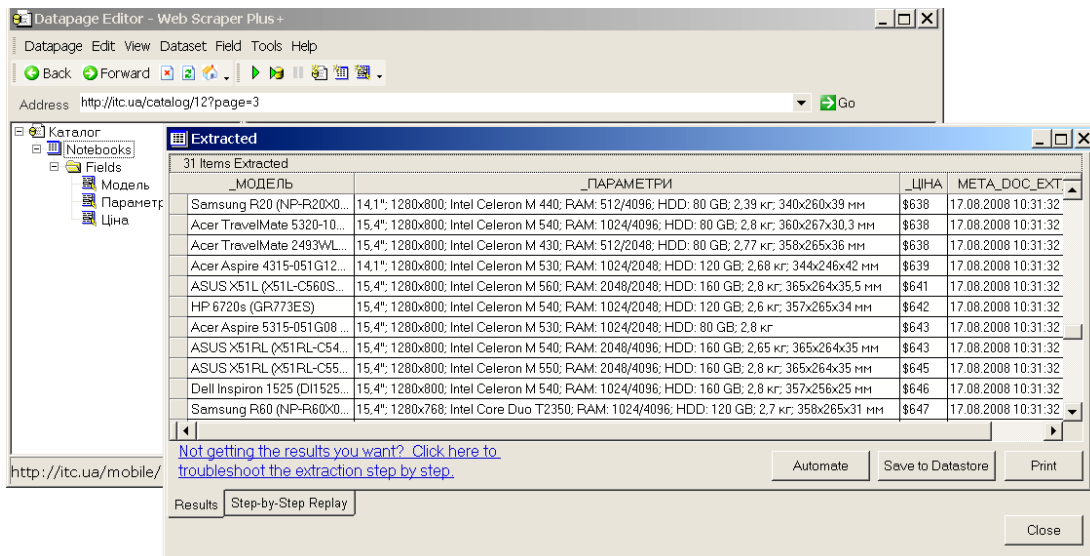 Datapage Editor - Web Scraper Plus+
Datapage Edit View Dataset Field Tools Help
Back Forward
Address http://itc.ua/catalog/12?page=3 Go
Каталог
Notebooks
Fields
Модель
Параметр
Ціна
http://itc.ua/mobile/
Extracted
31 Items Extracted
_МОДЕЛЬ _ПАРАМЕТРИ _ЦІНА META_DOC_EXT_
Samsung R20 (NP-R20X0... 14,1"; 1280x800; Intel Celeron M 440; RAM: 512/4096; HDD: 80 GB; 2,39 кг; 340x260x39 мм $638 17.08.2008 10:31:32
Acer TravelMate 5320-10... 15,4"; 1280x800; Intel Celeron M 540; RAM: 1024/4096; HDD: 80 GB; 2,8 кг; 360x267x30,3 мм $638 17.08.2008 10:31:32
Acer TravelMate 2493WL... 15,4"; 1280x800; Intel Celeron M 430; RAM: 512/2048; HDD: 80 GB; 2,77 кг; 358x265x36 мм $638 17.08.2008 10:31:32
Acer Aspire 4315-051G12... 14,1"; 1280x800; Intel Celeron M 530; RAM: 1024/2048; HDD: 120 GB; 2,68 кг; 344x246x42 мм $639 17.08.2008 10:31:32
ASUS X51L (X51L-C560S... 15,4"; 1280x800; Intel Celeron M 560; RAM: 2048/2048; HDD: 160 GB; 2,8 кг; 365x264x35,5 мм $641 17.08.2008 10:31:32
HP 6720s (GR773ES) 15,4"; 1280x800; Intel Celeron M 540; RAM: 1024/2048; HDD: 120 GB; 2,6 кг; 357x265x34 мм $642 17.08.2008 10:31:32
Acer Aspire 5315-051G08 ... 15,4"; 1280x800; Intel Celeron M 530; RAM: 1024/2048; HDD: 80 GB; 2,8 кг $643 17.08.2008 10:31:32
ASUS X51RL (X51RL-C54... 15,4"; 1280x800; Intel Celeron M 540; RAM: 2048/4096; HDD: 160 GB; 2,65 кг; 365x264x35 мм $643 17.08.2008 10:31:32
ASUS X51RL (X51RL-C55... 15,4"; 1280x800; Intel Celeron M 550; RAM: 2048/4096; HDD: 160 GB; 2,8 кг; 365x264x35 мм $645 17.08.2008 10:31:32
Dell Inspiron 1525 (DI1525... 15,4"; 1280x800; Intel Celeron M 540; RAM: 1024/4096; HDD: 160 GB; 2,8 кг; 357x256x25 мм $646 17.08.2008 10:31:32
Samsung R60 (NP-R60X0... 15,4"; 1280x768; Intel Core Duo T2350; RAM: 1024/4096; HDD: 120 GB; 2,7 кг; 358x265x31 мм $647 17.08.2008 10:31:32
Not getting the results you want? Click here to
troubleshoot the extraction step by step.
Automate Save to Datastore Print
Results Step-by-Step Replay
Close